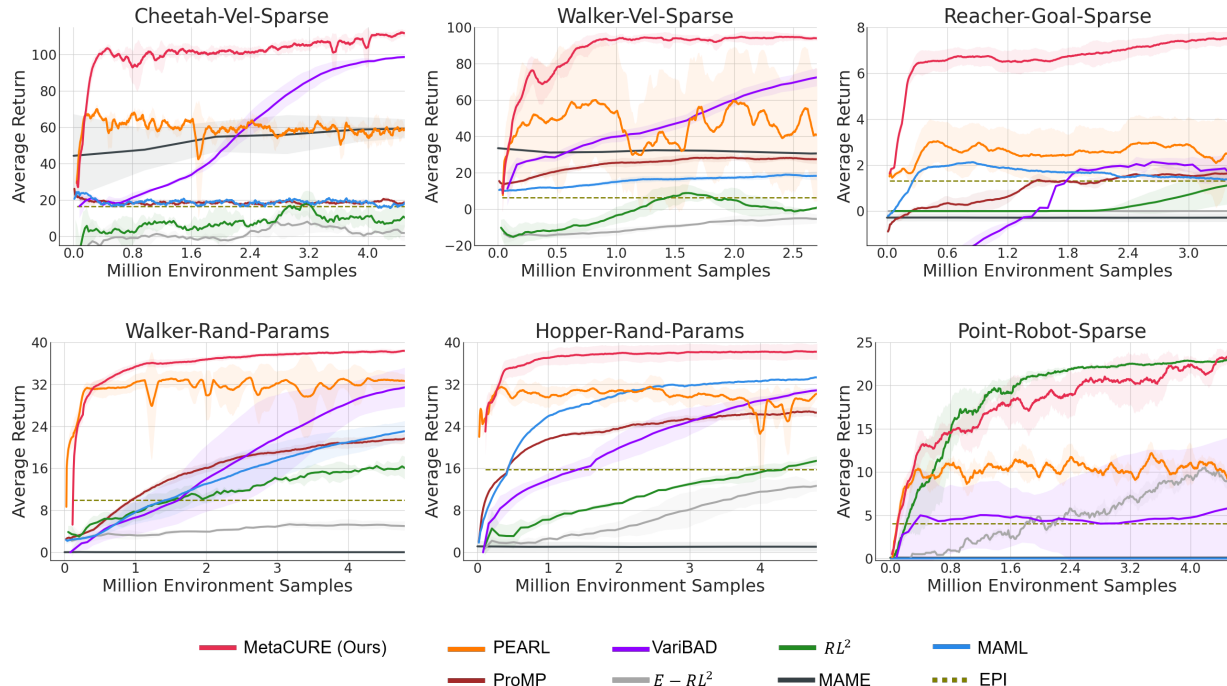 Cheetah-Vel-Sparse
Average Return
100
80
60
40
20
0
0.0 1.0 2.0 3.0 4.0
Million Environment Samples
Walker-Vel-Sparse
Average Return
100
80
60
40
20
0
−20
0.0 0.5 1.0 1.5 2.0 2.5
Million Environment Samples
Reacher-Goal-Sparse
Average Return
8
6
4
2
0
0.0 0.6 1.2 1.8 2.4 3.0
Million Environment Samples
Walker-Rand-Params
Average Return
40
32
24
16
8
0
0 1 2 3 4
Million Environment Samples
Hopper-Rand-Params
Average Return
40
32
24
16
8
0
0 1 2 3 4
Million Environment Samples
Point-Robot-Sparse
Average Return
25
20
15
10
5
0
0.0 0.8 1.6 2.4 3.2 4.0
Million Environment Samples
MetaCURE (Ours) PEARL VariBAD RL² MAML
ProMP E − RL² MAME EPI